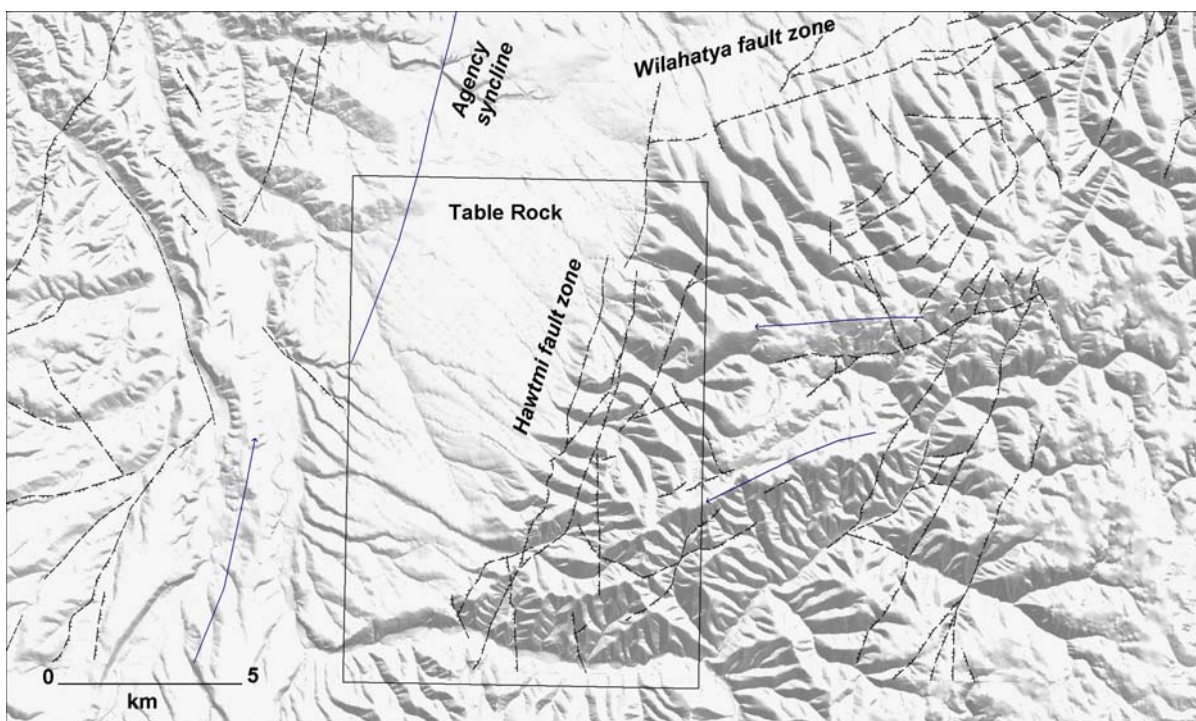 Wilahatya fault zone
Agency
syncline
Table Rock
Hawtmi fault zone
0 5
km